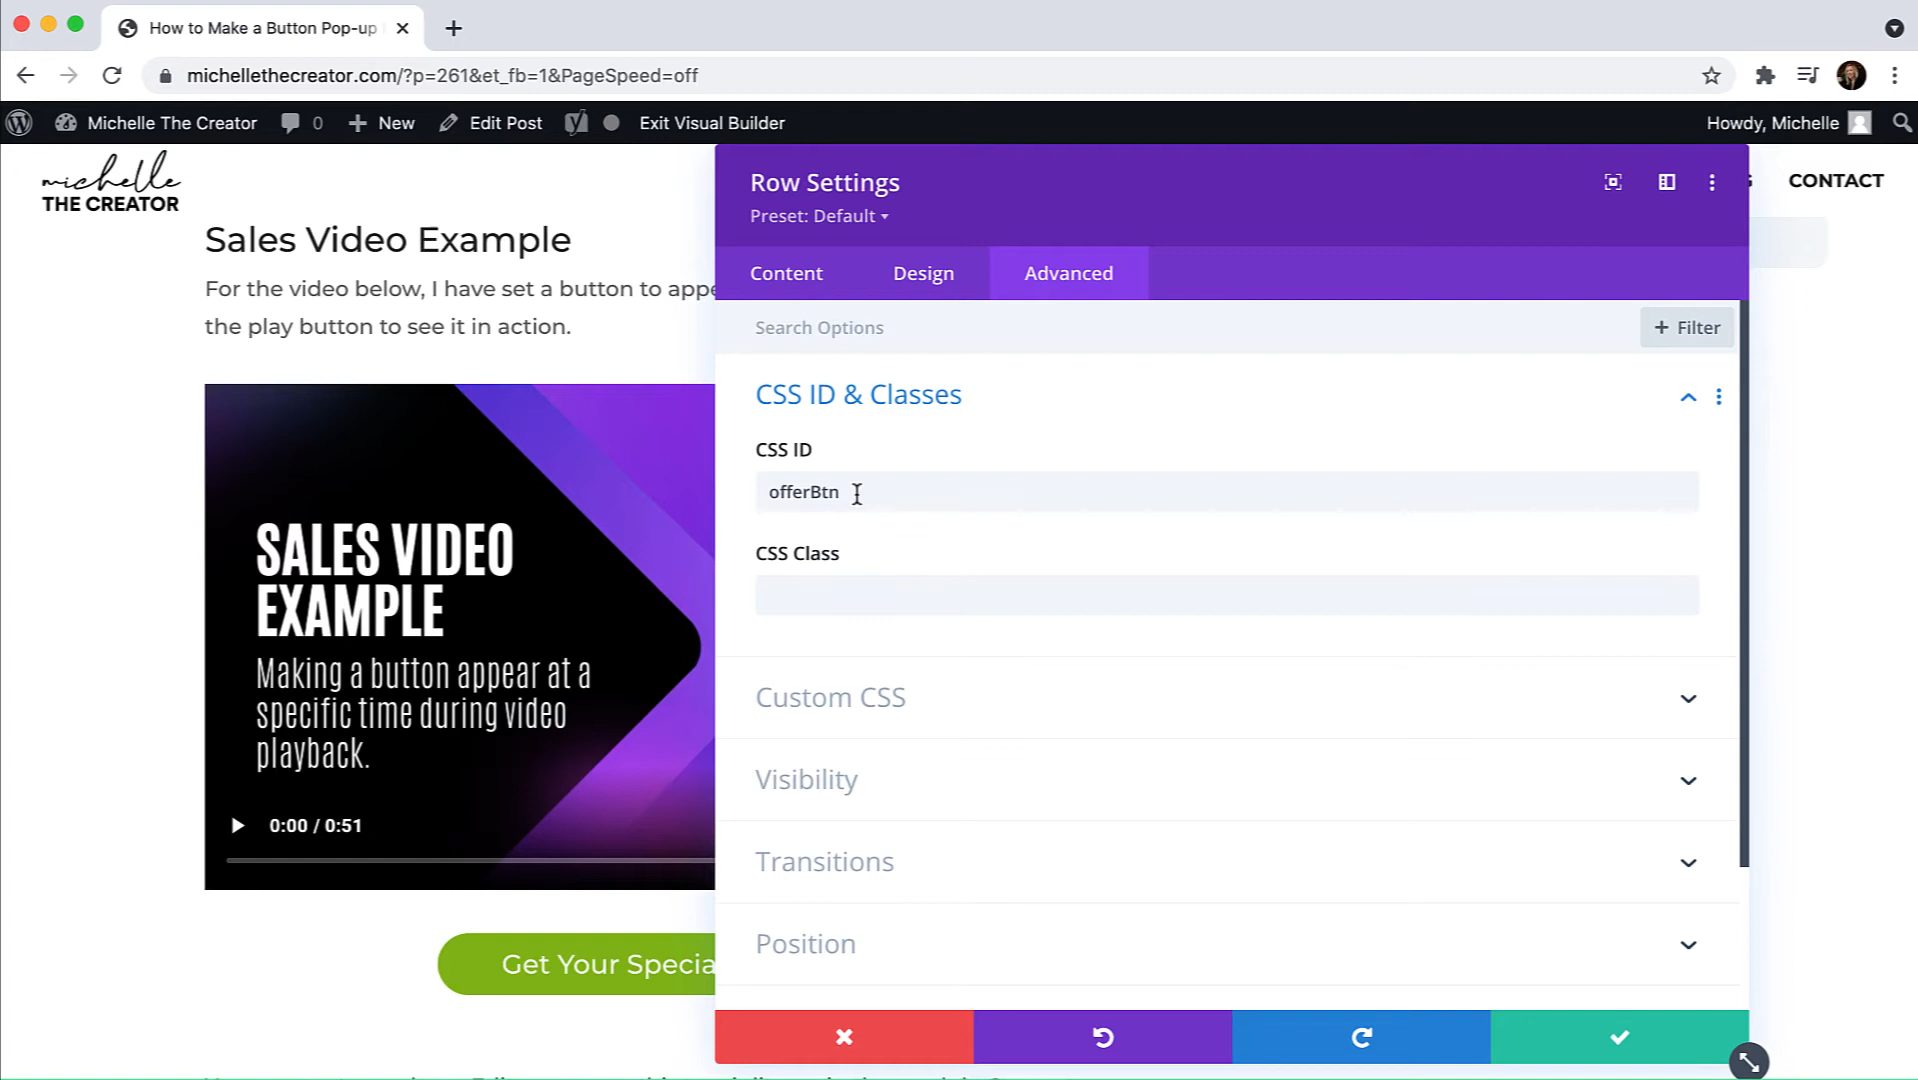 How to Make a Button Pop-up
michellethecreator.com/?p=261&et_fb=1&PageSpeed=off
Michelle The Creator 0 New Edit Post Exit Visual Builder Howdy, Michelle
michelle
THE CREATOR
CONTACT
Sales Video Example
For the video below, I have set a button to appe
the play button to see it in action.
SALES VIDEO
EXAMPLE
Making a button appear at a
specific time during video
playback.
0:00 / 0:51
Get Your Specia
Row Settings
Preset: Default
Content Design Advanced
Search Options
+ Filter
CSS ID & Classes
CSS ID
offerBtn
CSS Class
Custom CSS
Visibility
Transitions
Position